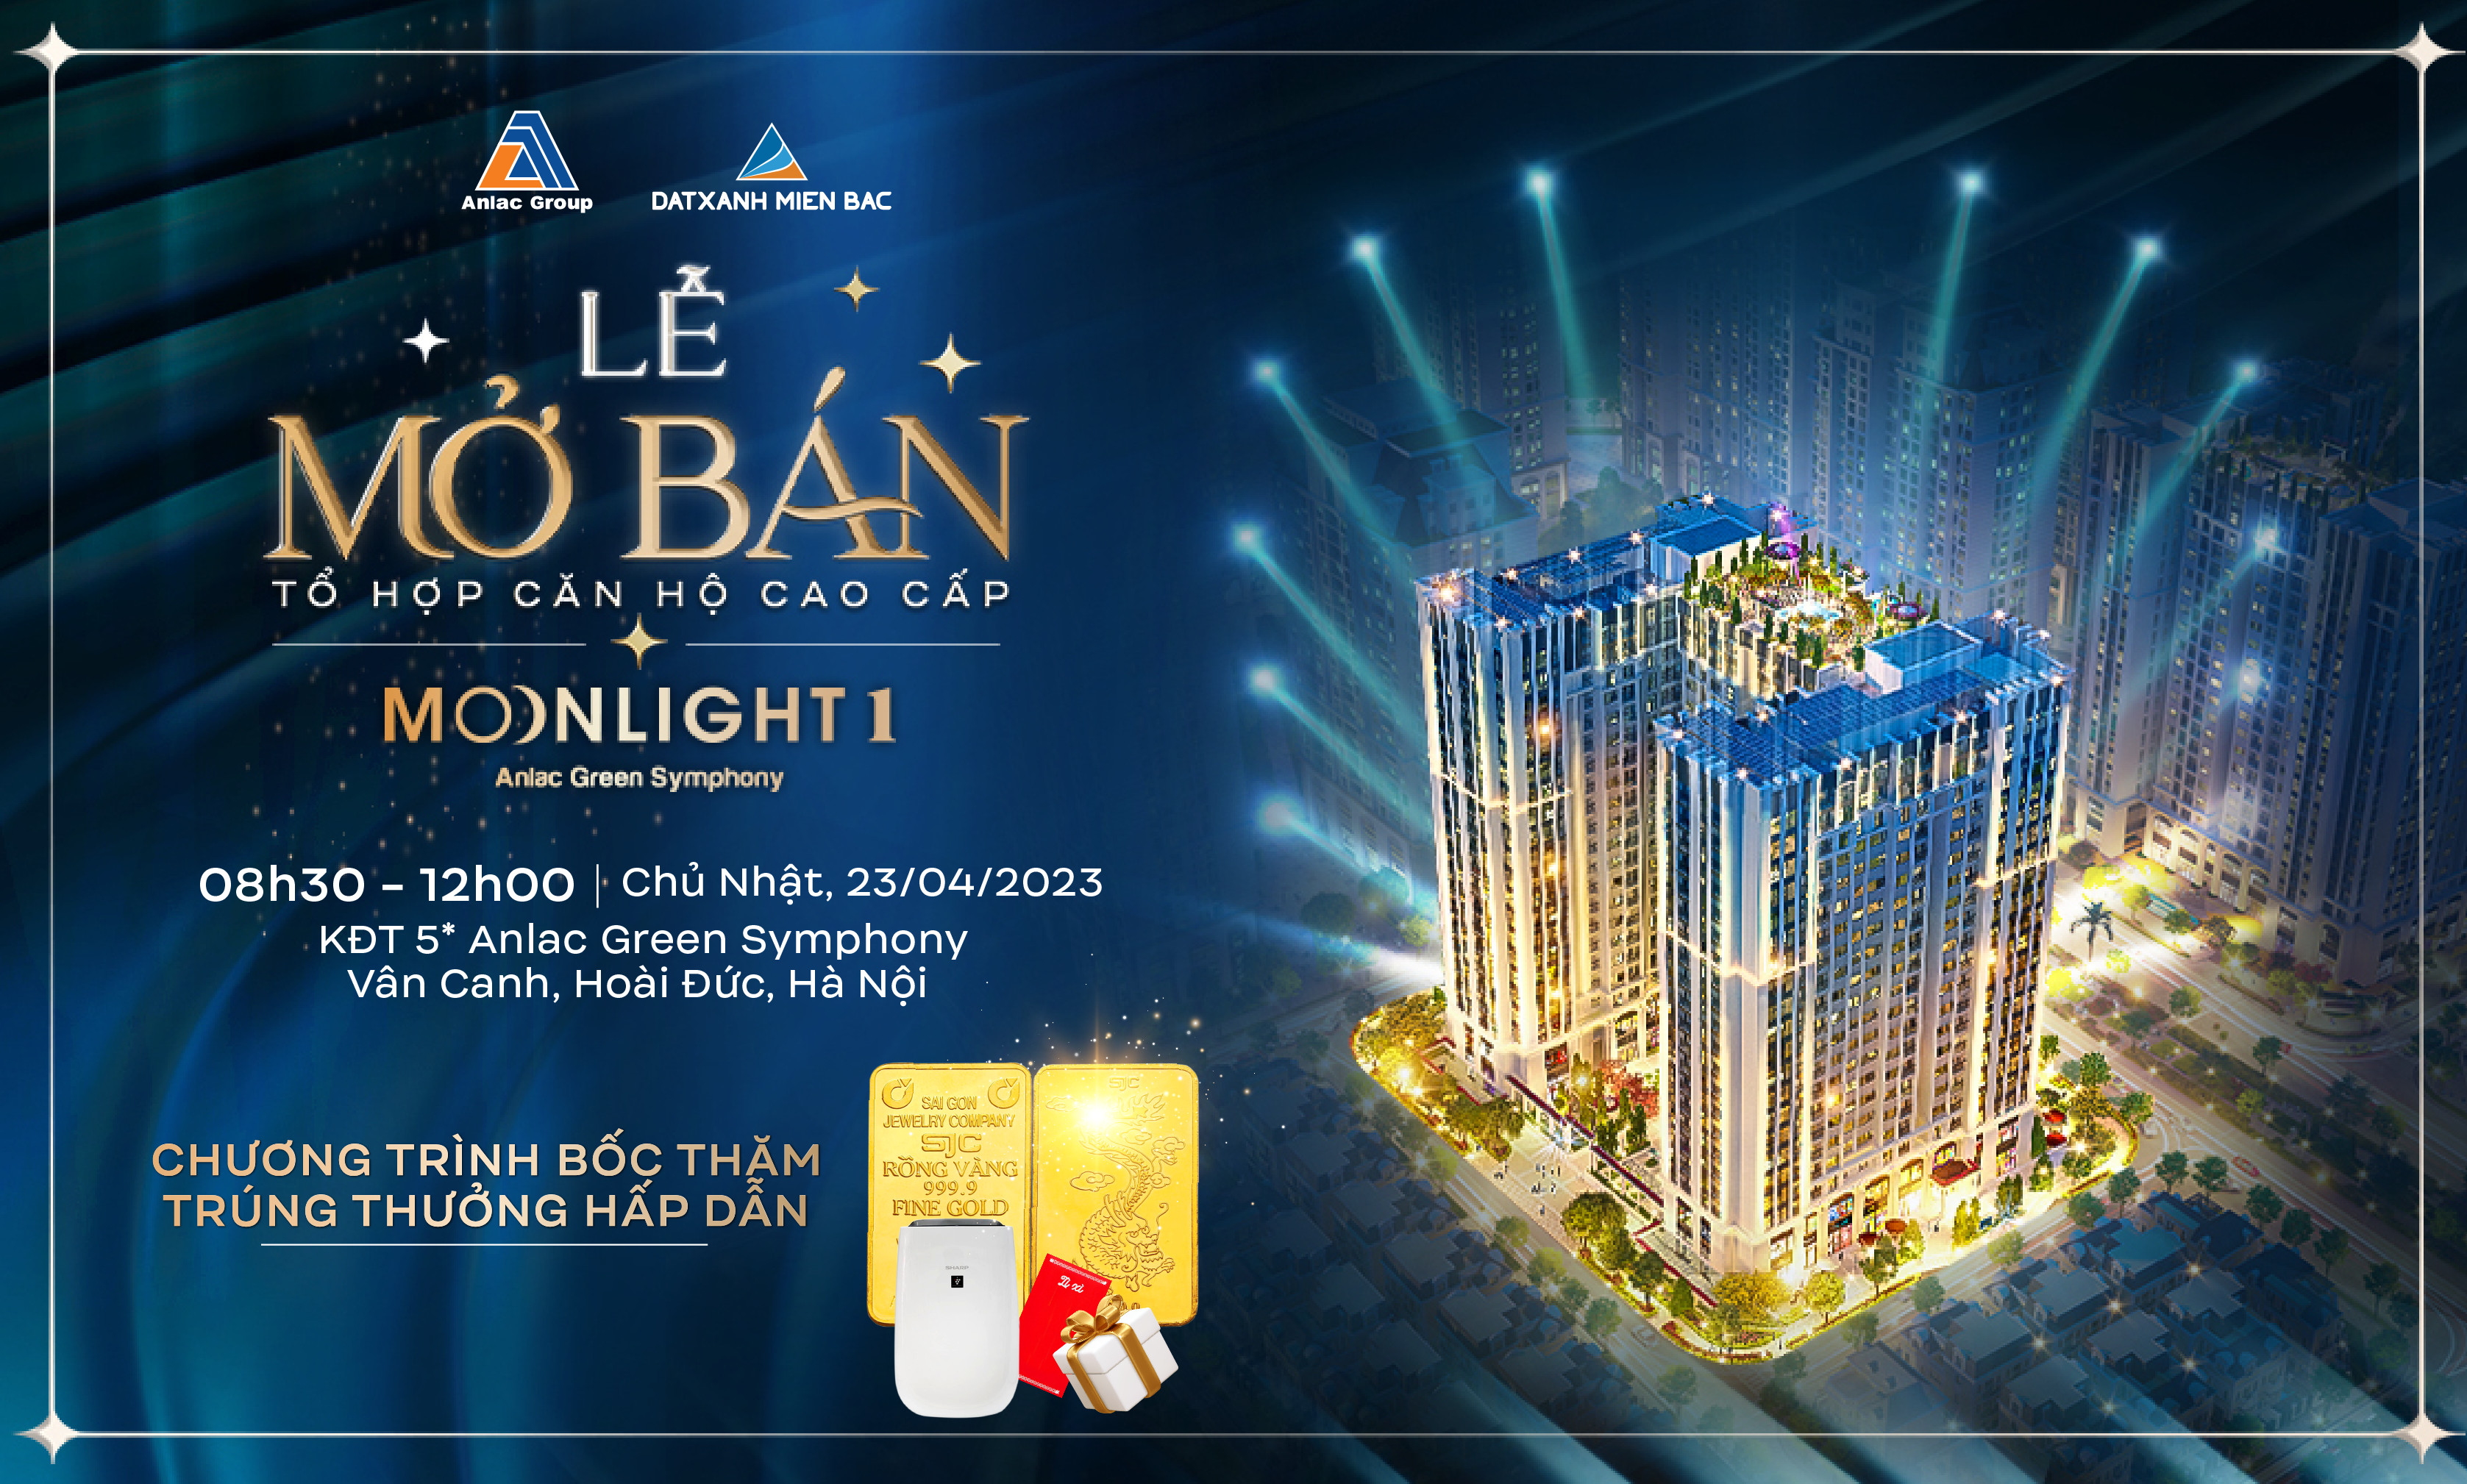 Anlac Group
DATXANH MIEN BAC
LỄ
MỞ BÁN
TỔ HỢP CĂN HỘ CAO CẤP
MOONLIGHT 1
Anlac Green Symphony
08h30 - 12h00 | Chủ Nhật, 23/04/2023
KĐT 5* Anlac Green Symphony
Vân Canh, Hoài Đức, Hà Nội
CHƯƠNG TRÌNH BỐC THĂM
TRÚNG THƯỞNG HẤP DẪN
SAI GON
JEWELRY COMPANY
SJC
RỒNG VÀNG
999.9
FINE GOLD
SJC
SHARP
Lì xì